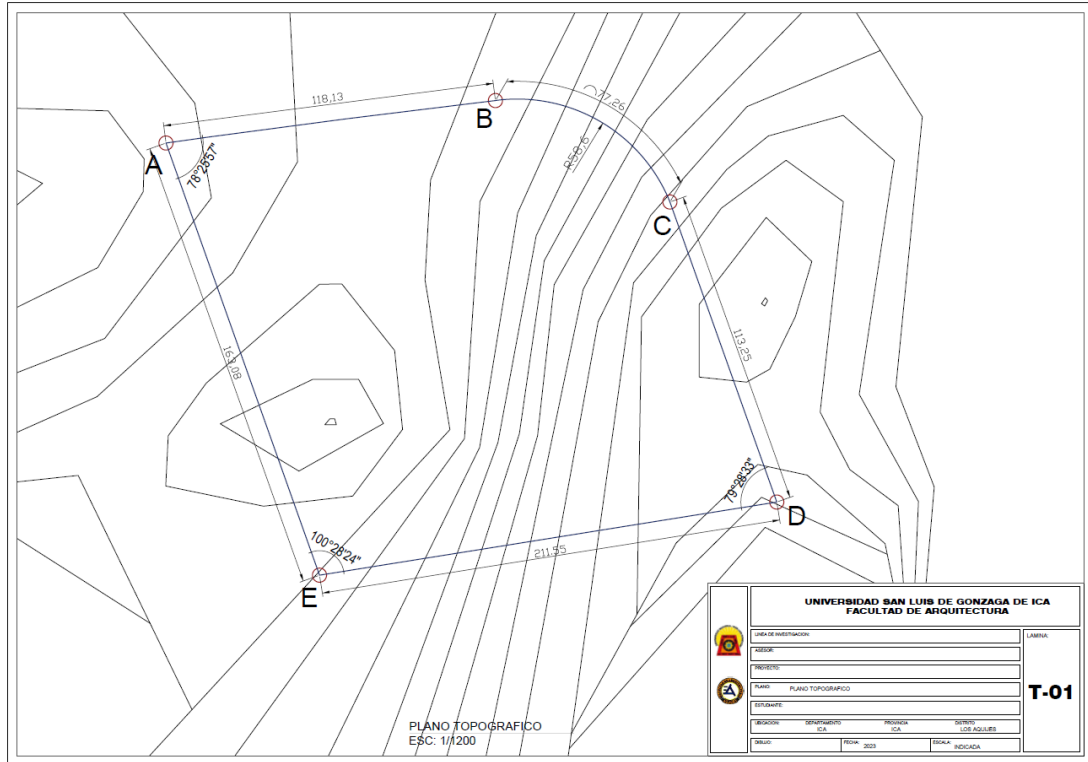 118,13
77,26
B
R58,6
A
78°25'57"
C
163,08
113,25
79°28'33"
D
100°28'24"
211,55
E
PLANO TOPOGRAFICO
ESC: 1/1200
UNIVERSIDAD SAN LUIS DE GONZAGA DE ICA
FACULTAD DE ARQUITECTURA
LINEA DE INVESTIGACION:
LAMINA:
ASESOR:
PROYECTO:
PLANO: PLANO TOPOGRAFICO
T-01
ESTUDIANTE:
UBICACION: DEPARTAMENTO PROVINCIA DISTRITO
ICA ICA LOS AQUIJES
DIBUJO: FECHA: 2023 ESCALA: INDICADA